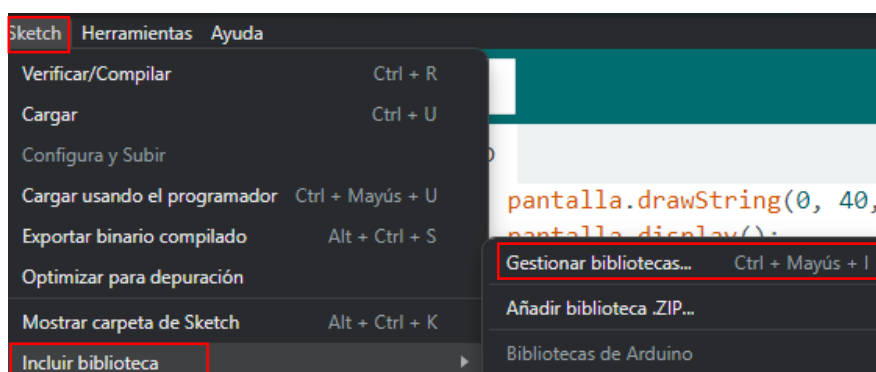 Sketch Herramientas Ayuda
Verificar/Compilar Ctrl + R
Cargar Ctrl + U
Configura y Subir
Cargar usando el programador Ctrl + Mayús + U
pantalla.drawString(0, 40,
Exportar binario compilado Alt + Ctrl + S
pantalla.display();
Optimizar para depuración
Gestionar bibliotecas... Ctrl + Mayús + I
Añadir biblioteca .ZIP...
Mostrar carpeta de Sketch Alt + Ctrl + K
Incluir biblioteca
Bibliotecas de Arduino